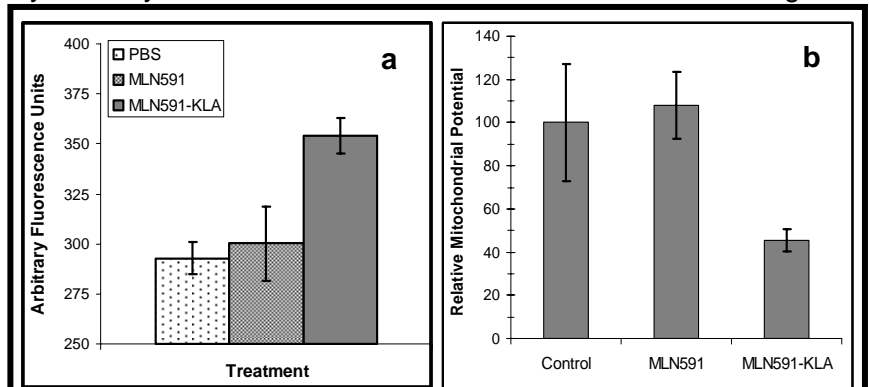 a
400
375
350
325
300
275
250
Arbitrary Fluorescence Units
PBS
MLN591
MLN591-KLA
Treatment
b
140
120
100
80
60
40
20
0
Relative Mitochondrial Potential
Control
MLN591
MLN591-KLA